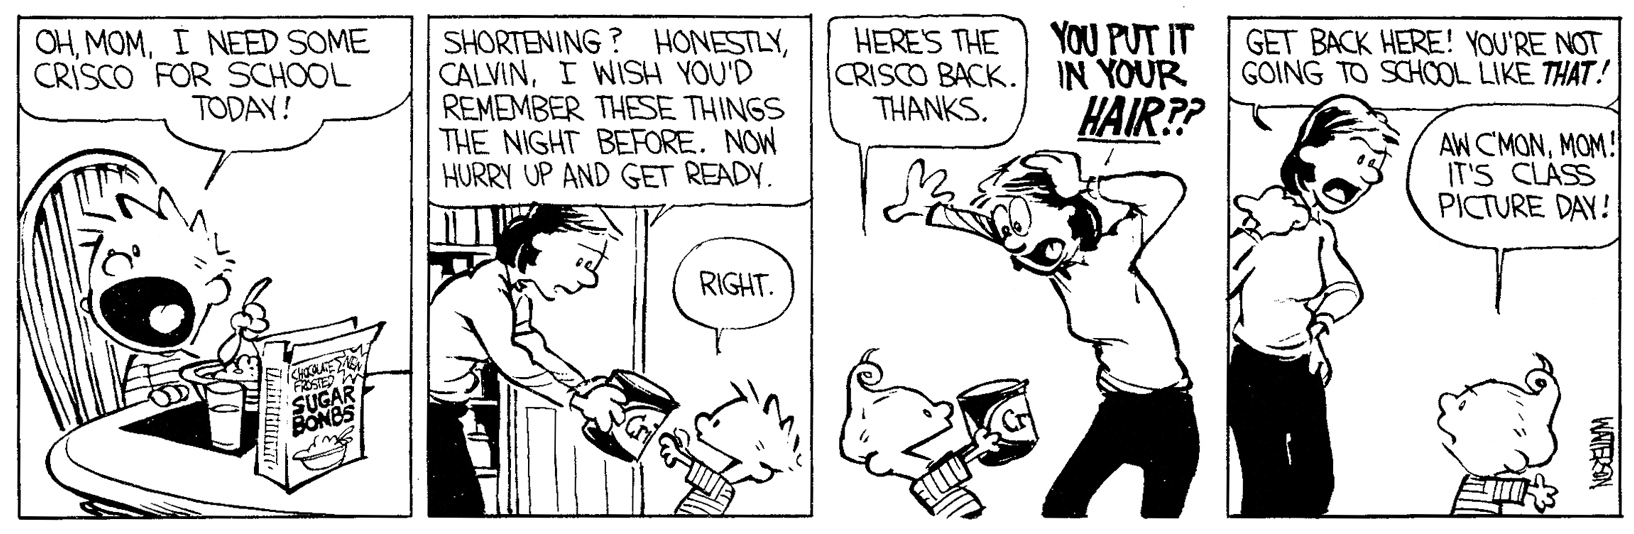 OH, MOM, I NEED SOME
CRISCO FOR SCHOOL
TODAY!
CHOCOLATE
FROSTED
NEW
SUGAR
BOMBS
SHORTENING? HONESTLY,
CALVIN, I WISH YOU'D
REMEMBER THESE THINGS
THE NIGHT BEFORE. NOW
HURRY UP AND GET READY.
RIGHT.
Cri
HERE'S THE
CRISCO BACK.
THANKS.
YOU PUT IT
IN YOUR
HAIR??
Cr
GET BACK HERE! YOU'RE NOT
GOING TO SCHOOL LIKE THAT!
AW C'MON, MOM!
IT'S CLASS
PICTURE DAY!
WATTERSON